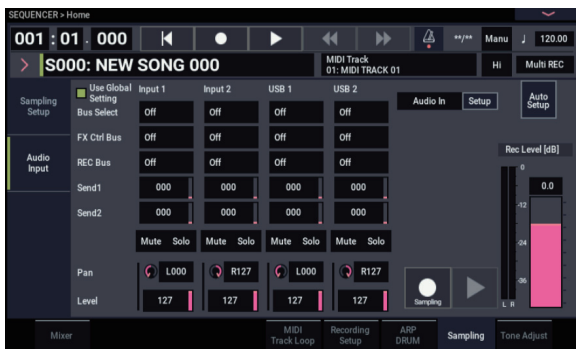 SEQUENCER > Home
001 : 01 . 000 **/** Manu ♩ 120.00
S000: NEW SONG 000 MIDI Track 01: MIDI TRACK 01 Hi Multi REC
Sampling Setup
Audio Input
Use Global Setting Input 1 Input 2 USB 1 USB 2
Audio In Setup Auto Setup
Bus Select Off Off Off Off
FX Ctrl Bus Off Off Off Off
REC Bus Off Off Off Off
Send1 000 000 000 000
Send2 000 000 000 000
Mute Solo Mute Solo Mute Solo Mute Solo
Pan L000 R127 L000 R127
Level 127 127 127 127
Rec Level [dB]
0 0.0
-12
-24
-36
L R
Sampling
Mixer MIDI Track Loop Recording Setup ARP DRUM Sampling Tone Adjust